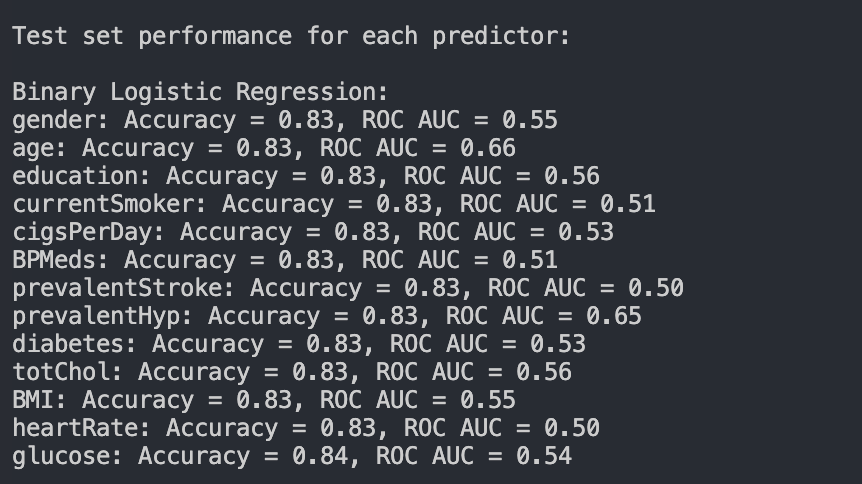 Test set performance for each predictor:
Binary Logistic Regression:
gender: Accuracy = 0.83, ROC AUC = 0.55
age: Accuracy = 0.83, ROC AUC = 0.66
education: Accuracy = 0.83, ROC AUC = 0.56
currentSmoker: Accuracy = 0.83, ROC AUC = 0.51
cigsPerDay: Accuracy = 0.83, ROC AUC = 0.53
BPMeds: Accuracy = 0.83, ROC AUC = 0.51
prevalentStroke: Accuracy = 0.83, ROC AUC = 0.50
prevalentHyp: Accuracy = 0.83, ROC AUC = 0.65
diabetes: Accuracy = 0.83, ROC AUC = 0.53
totChol: Accuracy = 0.83, ROC AUC = 0.56
BMI: Accuracy = 0.83, ROC AUC = 0.55
heartRate: Accuracy = 0.83, ROC AUC = 0.50
glucose: Accuracy = 0.84, ROC AUC = 0.54